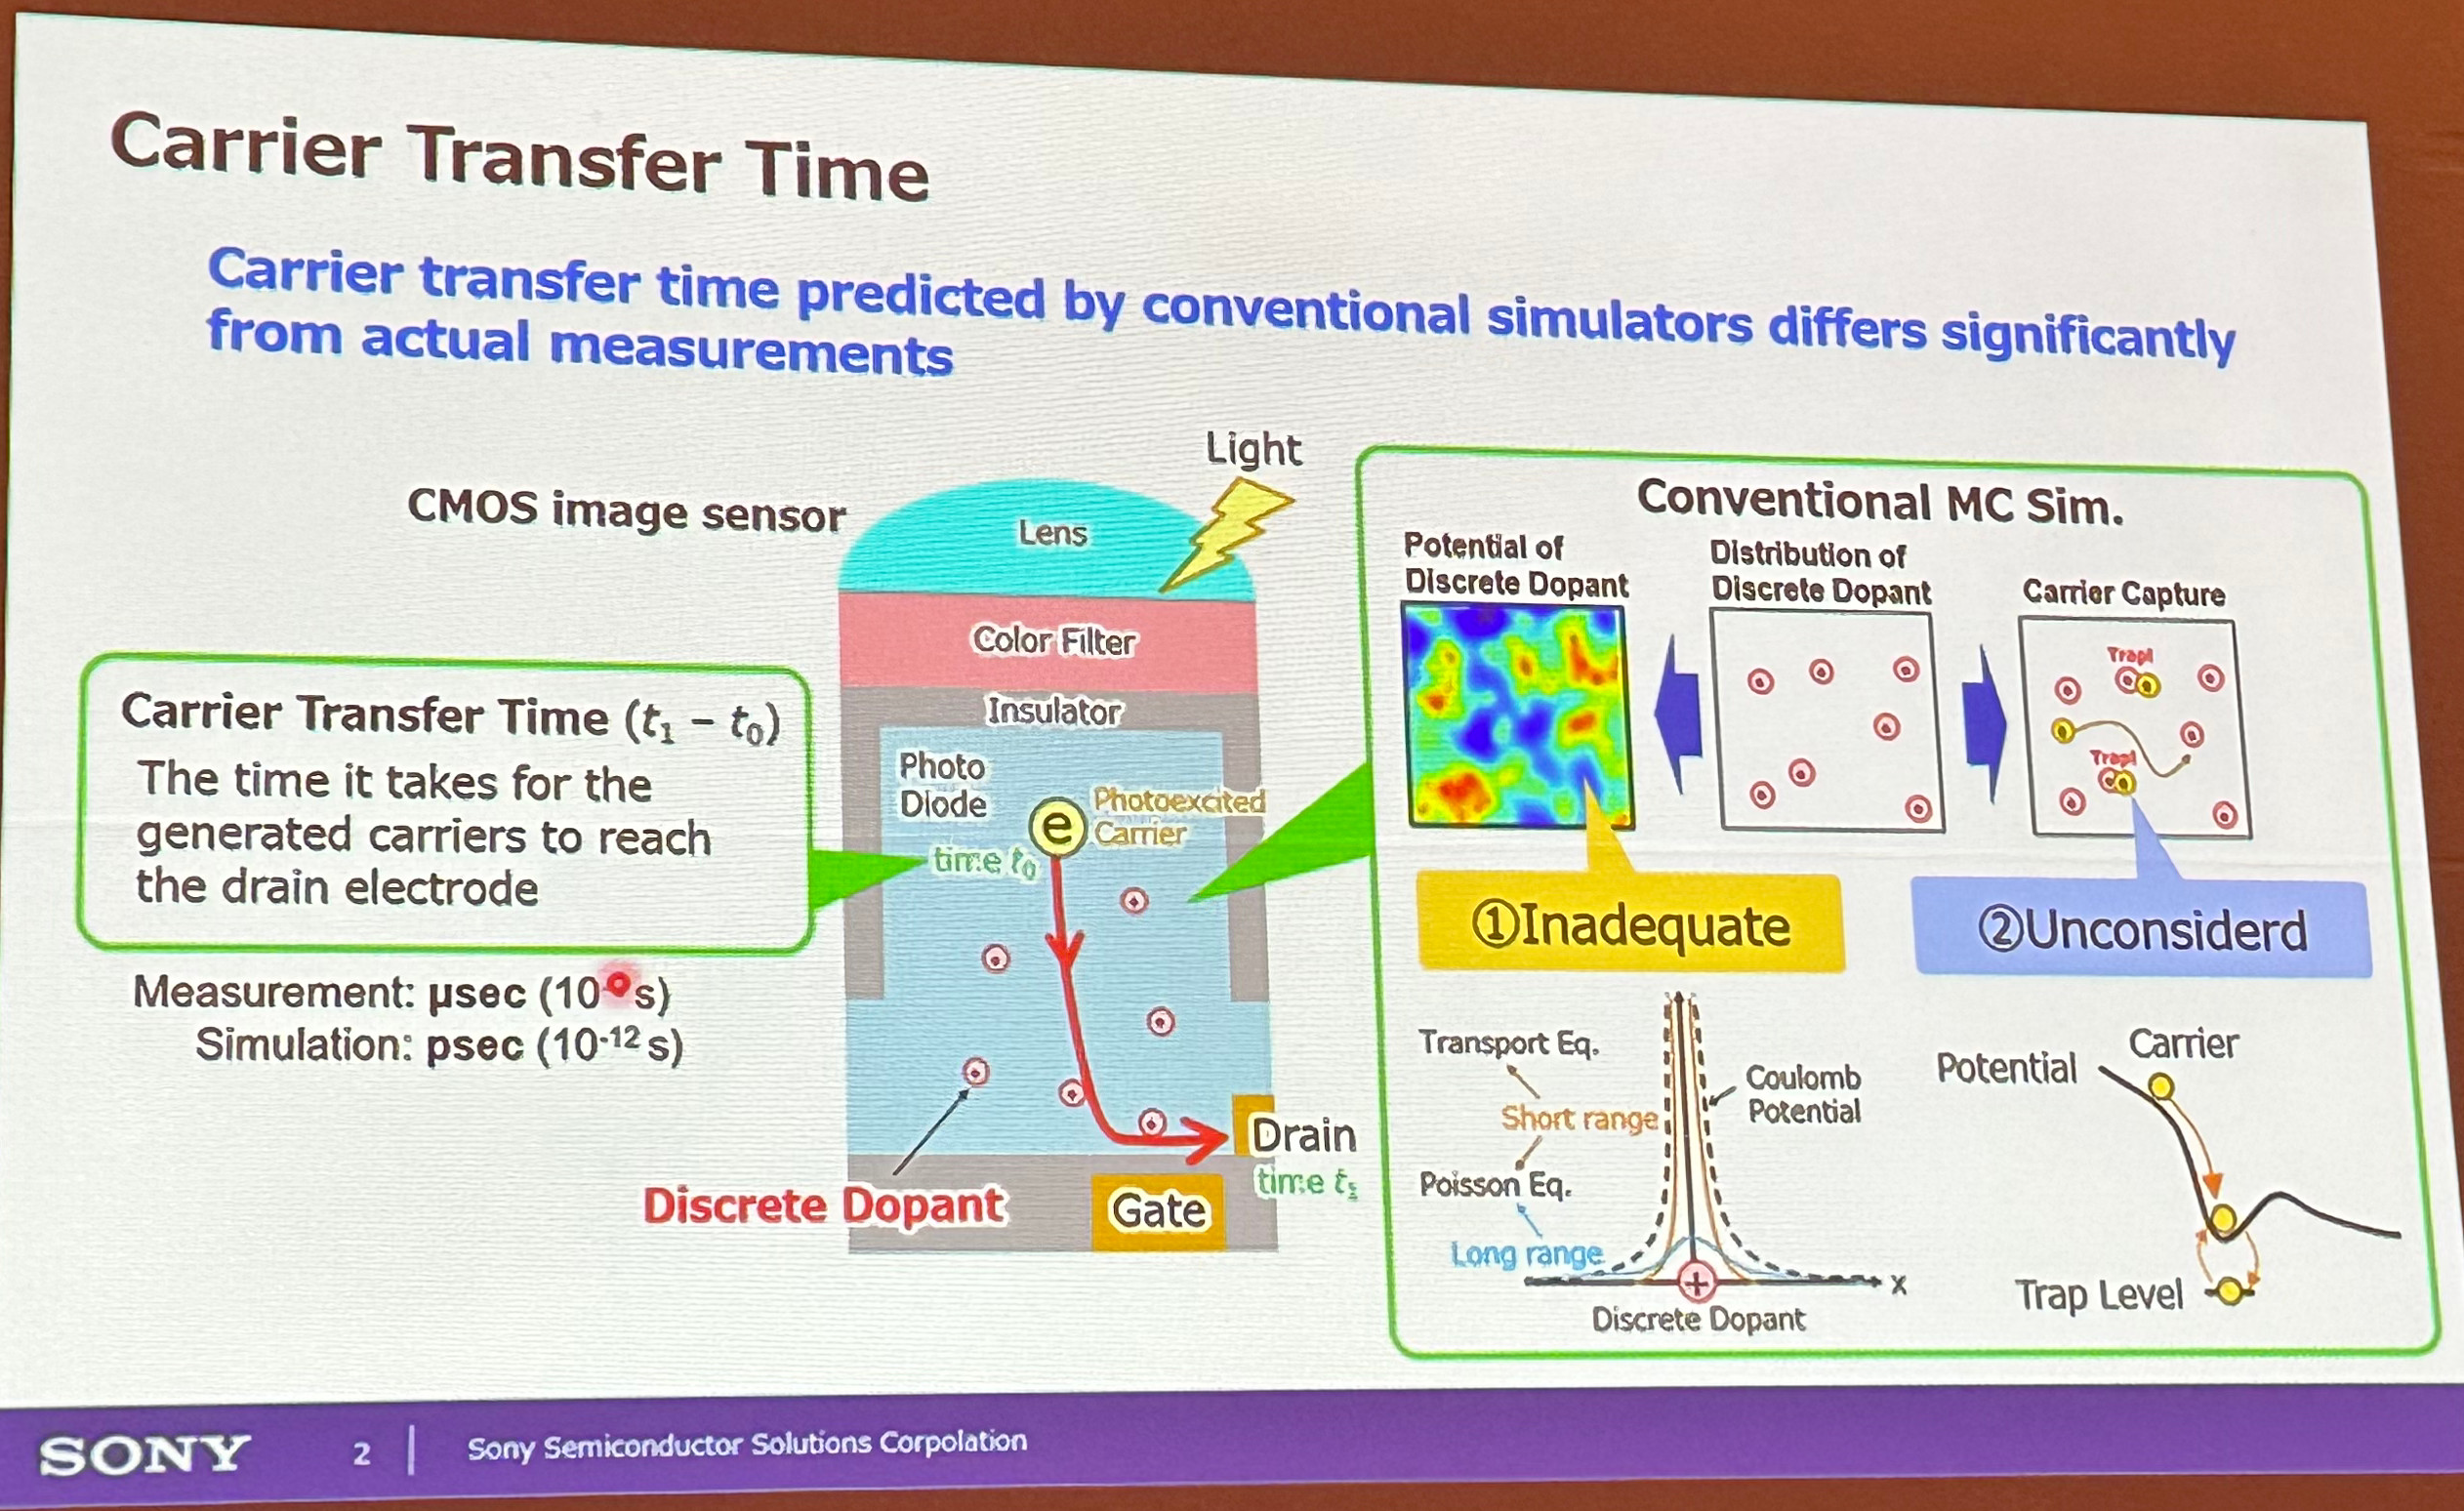 Carrier Transfer Time
Carrier transfer time predicted by conventional simulators differs significantly
from actual measurements
CMOS image sensor
Light
Lens
Color Filter
Insulator
Photo
Diode
e
Photoexcited
Carrier
time t₀
Carrier Transfer Time (t₁ – t₀)
The time it takes for the
generated carriers to reach
the drain electrode
Measurement: μsec (10 s)
Simulation: psec (10⁻¹² s)
Discrete Dopant
Gate
Drain
time t₁
Conventional MC Sim.
Potential of
Discrete Dopant
Distribution of
Discrete Dopant
Carrier Capture
Trap!
Trap!
①Inadequate
②Unconsiderd
Transport Eq.
Short range
Poisson Eq.
Long range
Coulomb
Potential
+
x
Discrete Dopant
Potential
Carrier
Trap Level
SONY
2
Sony Semiconductor Solutions Corpolation